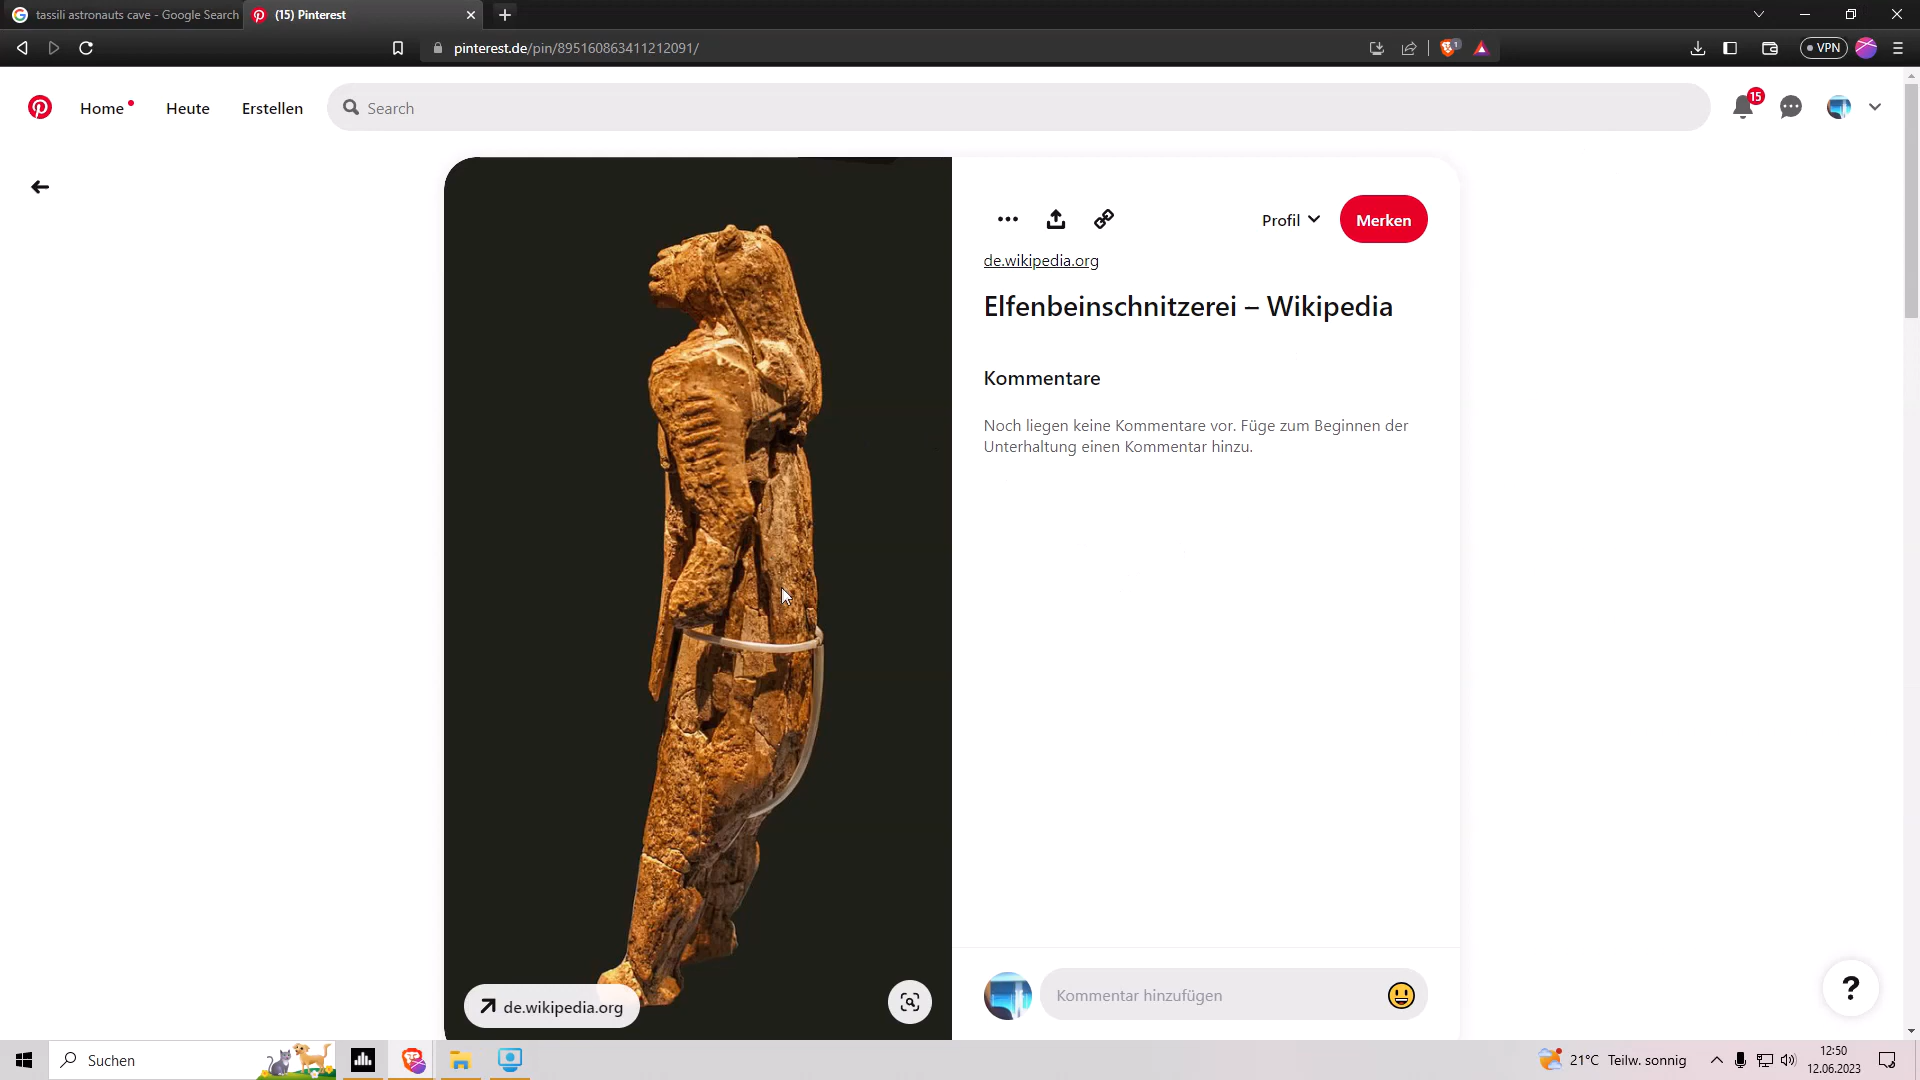 tassili astronauts cave - Google Search
(15) Pinterest
pinterest.de/pin/895160863411212091/
1
VPN
Home
Heute
Erstellen
Search
15
Profil
Merken
de.wikipedia.org
Elfenbeinschnitzerei – Wikipedia
Kommentare
Noch liegen keine Kommentare vor. Füge zum Beginnen der
Unterhaltung einen Kommentar hinzu.
de.wikipedia.org
Kommentar hinzufügen
?
Suchen
21°C Teilw. sonnig
12:50
12.06.2023